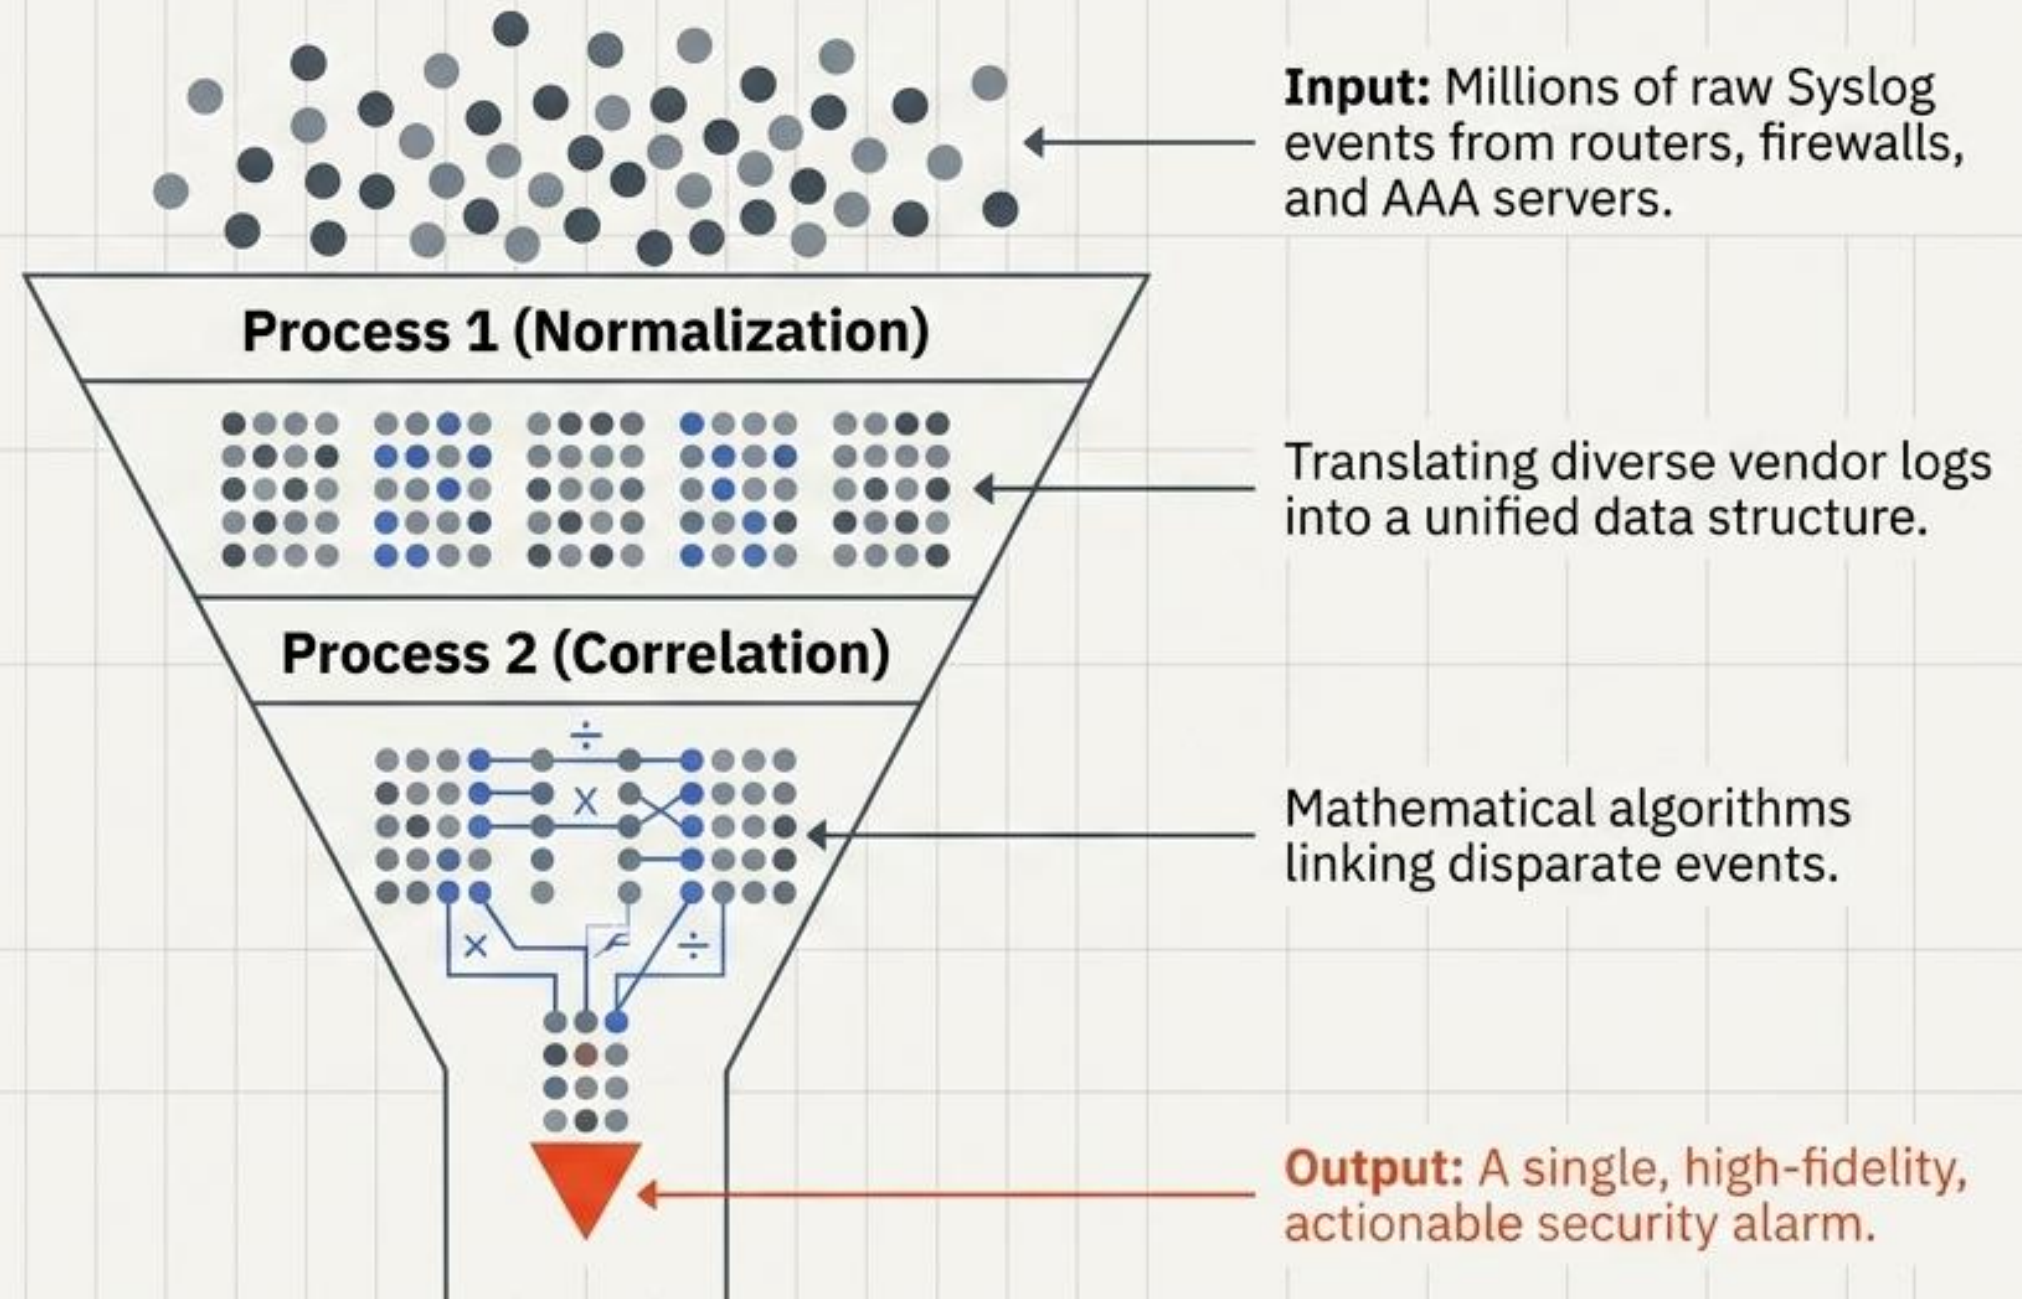 Input: Millions of raw Syslog
events from routers, firewalls,
and AAA servers.
Process 1 (Normalization)
Translating diverse vendor logs
into a unified data structure.
Process 2 (Correlation)
÷
×
Mathematical algorithms
linking disparate events.
× ÷
Output: A single, high-fidelity,
actionable security alarm.